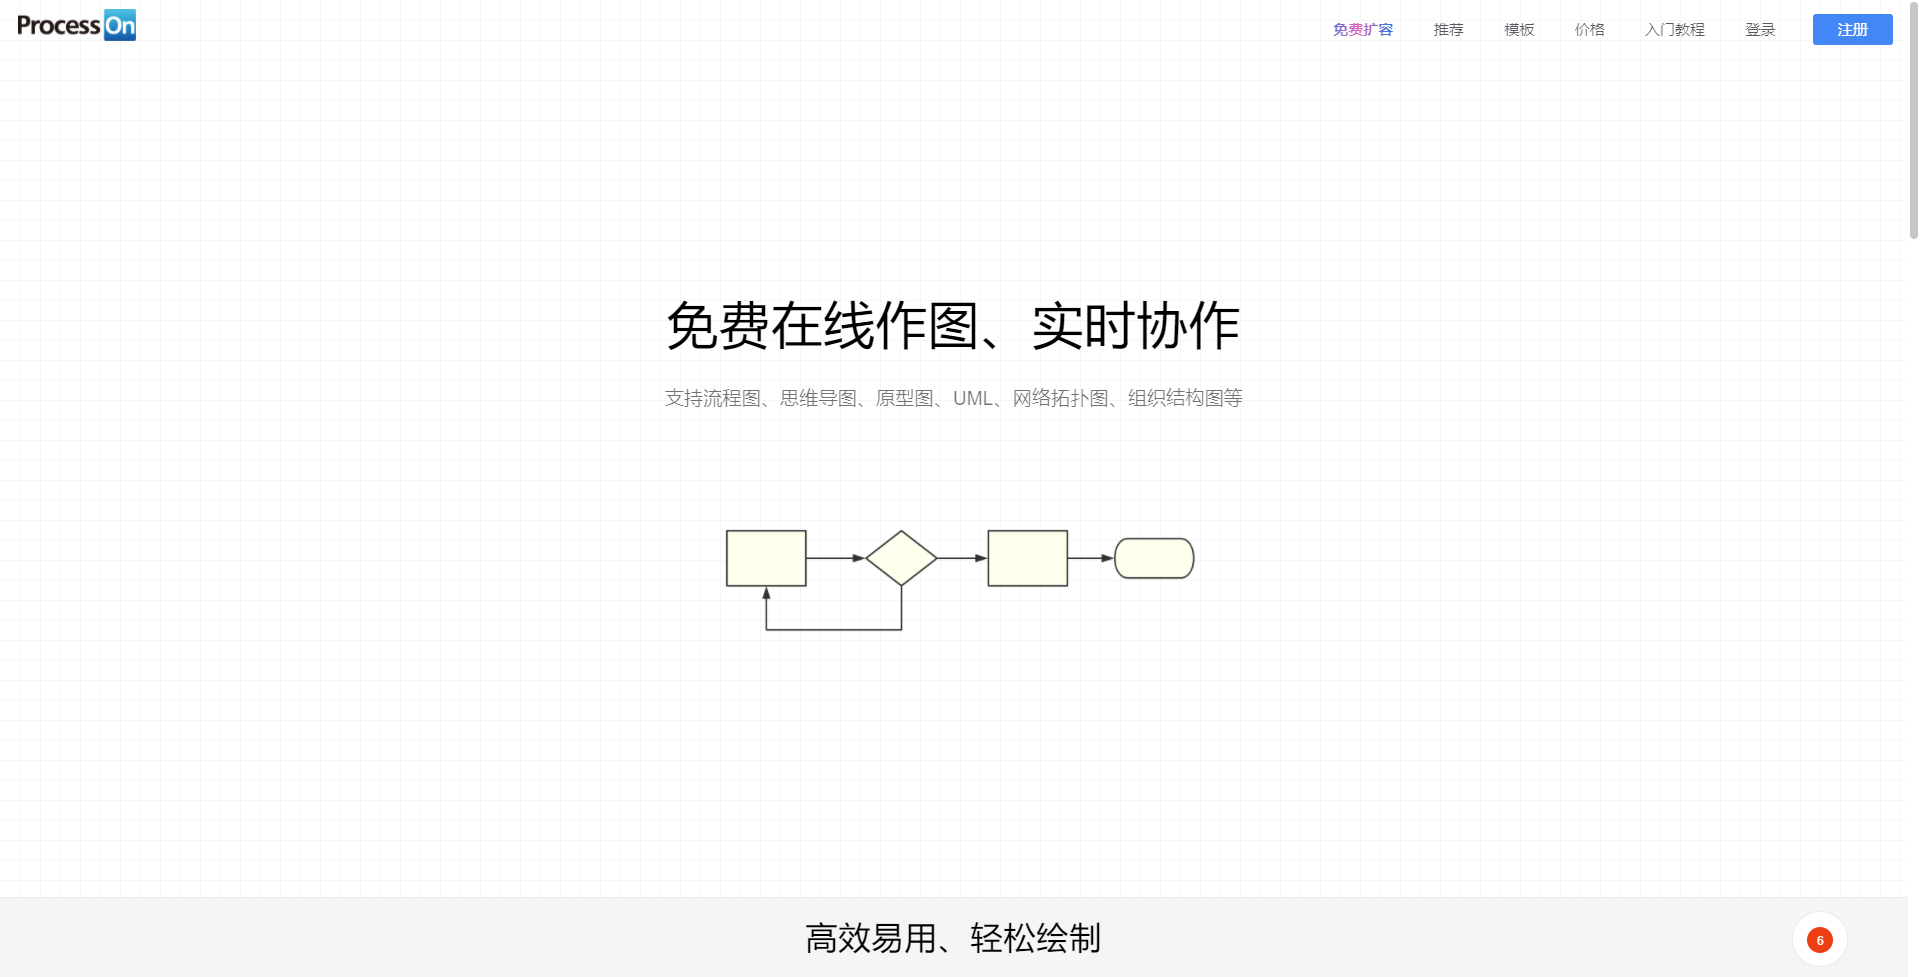 ProcessOn
免费扩容 推荐 模板 价格 入门教程 登录 注册
免费在线作图、实时协作
支持流程图、思维导图、原型图、UML、网络拓扑图、组织结构图等
高效易用、轻松绘制
6